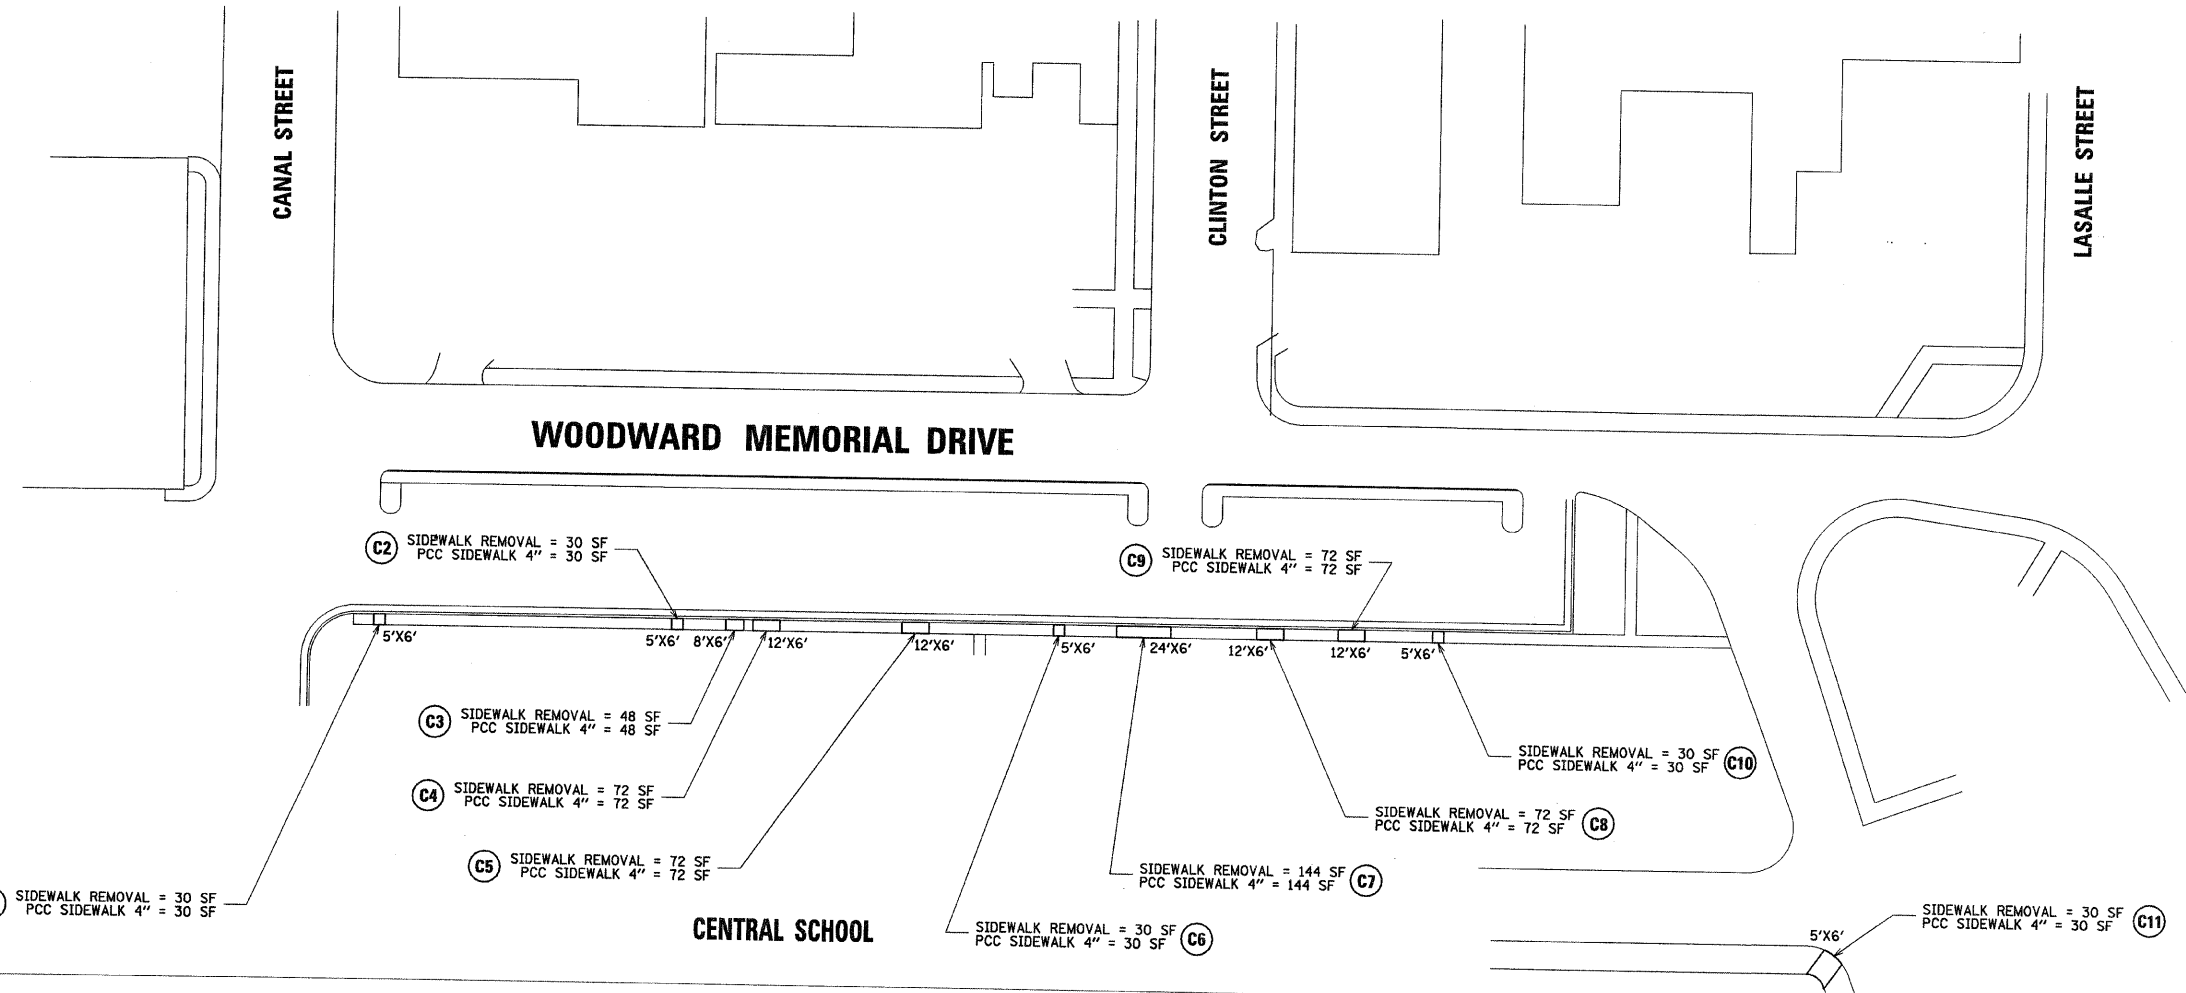 CANAL STREET
CLINTON STREET
LASALLE STREET
WOODWARD MEMORIAL DRIVE
C2
SIDEWALK REMOVAL = 30 SF
PCC SIDEWALK 4" = 30 SF
C9
SIDEWALK REMOVAL = 72 SF
PCC SIDEWALK 4" = 72 SF
5'X6'
5'X6'
8'X6'
12'X6'
12'X6'
5'X6'
24'X6'
12'X6'
12'X6'
5'X6'
C3
SIDEWALK REMOVAL = 48 SF
PCC SIDEWALK 4" = 48 SF
SIDEWALK REMOVAL = 30 SF
PCC SIDEWALK 4" = 30 SF
C10
C4
SIDEWALK REMOVAL = 72 SF
PCC SIDEWALK 4" = 72 SF
SIDEWALK REMOVAL = 72 SF
PCC SIDEWALK 4" = 72 SF
C8
C5
SIDEWALK REMOVAL = 72 SF
PCC SIDEWALK 4" = 72 SF
SIDEWALK REMOVAL = 144 SF
PCC SIDEWALK 4" = 144 SF
C7
SIDEWALK REMOVAL = 30 SF
PCC SIDEWALK 4" = 30 SF
CENTRAL SCHOOL
SIDEWALK REMOVAL = 30 SF
PCC SIDEWALK 4" = 30 SF
C6
SIDEWALK REMOVAL = 30 SF
PCC SIDEWALK 4" = 30 SF
C11
5'X6'